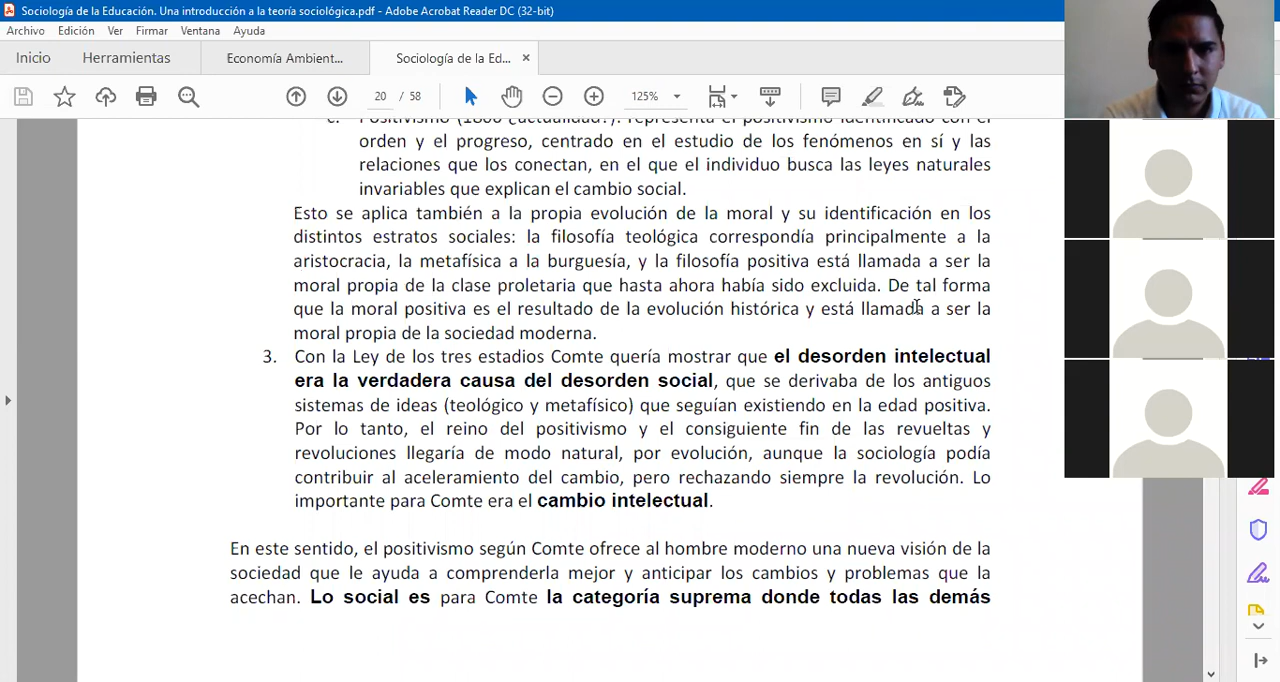 Sociología de la Educación. Una introducción a la teoría sociológica.pdf - Adobe Acrobat Reader DC (32-bit)
Archivo Edición Ver Firmar Ventana Ayuda
Inicio Herramientas Economía Ambient... Sociología de la Ed... ×
20 / 58 125%
c. Positivismo (1800 ¿actualidad?): representa el positivismo identificado con el
orden y el progreso, centrado en el estudio de los fenómenos en sí y las
relaciones que los conectan, en el que el individuo busca las leyes naturales
invariables que explican el cambio social.
Esto se aplica también a la propia evolución de la moral y su identificación en los
distintos estratos sociales: la filosofía teológica correspondía principalmente a la
aristocracia, la metafísica a la burguesía, y la filosofía positiva está llamada a ser la
moral propia de la clase proletaria que hasta ahora había sido excluida. De tal forma
que la moral positiva es el resultado de la evolución histórica y está llamada a ser la
moral propia de la sociedad moderna.
3. Con la Ley de los tres estadios Comte quería mostrar que el desorden intelectual
era la verdadera causa del desorden social, que se derivaba de los antiguos
sistemas de ideas (teológico y metafísico) que seguían existiendo en la edad positiva.
Por lo tanto, el reino del positivismo y el consiguiente fin de las revueltas y
revoluciones llegaría de modo natural, por evolución, aunque la sociología podía
contribuir al aceleramiento del cambio, pero rechazando siempre la revolución. Lo
importante para Comte era el cambio intelectual.
En este sentido, el positivismo según Comte ofrece al hombre moderno una nueva visión de la
sociedad que le ayuda a comprenderla mejor y anticipar los cambios y problemas que la
acechan. Lo social es para Comte la categoría suprema donde todas las demás